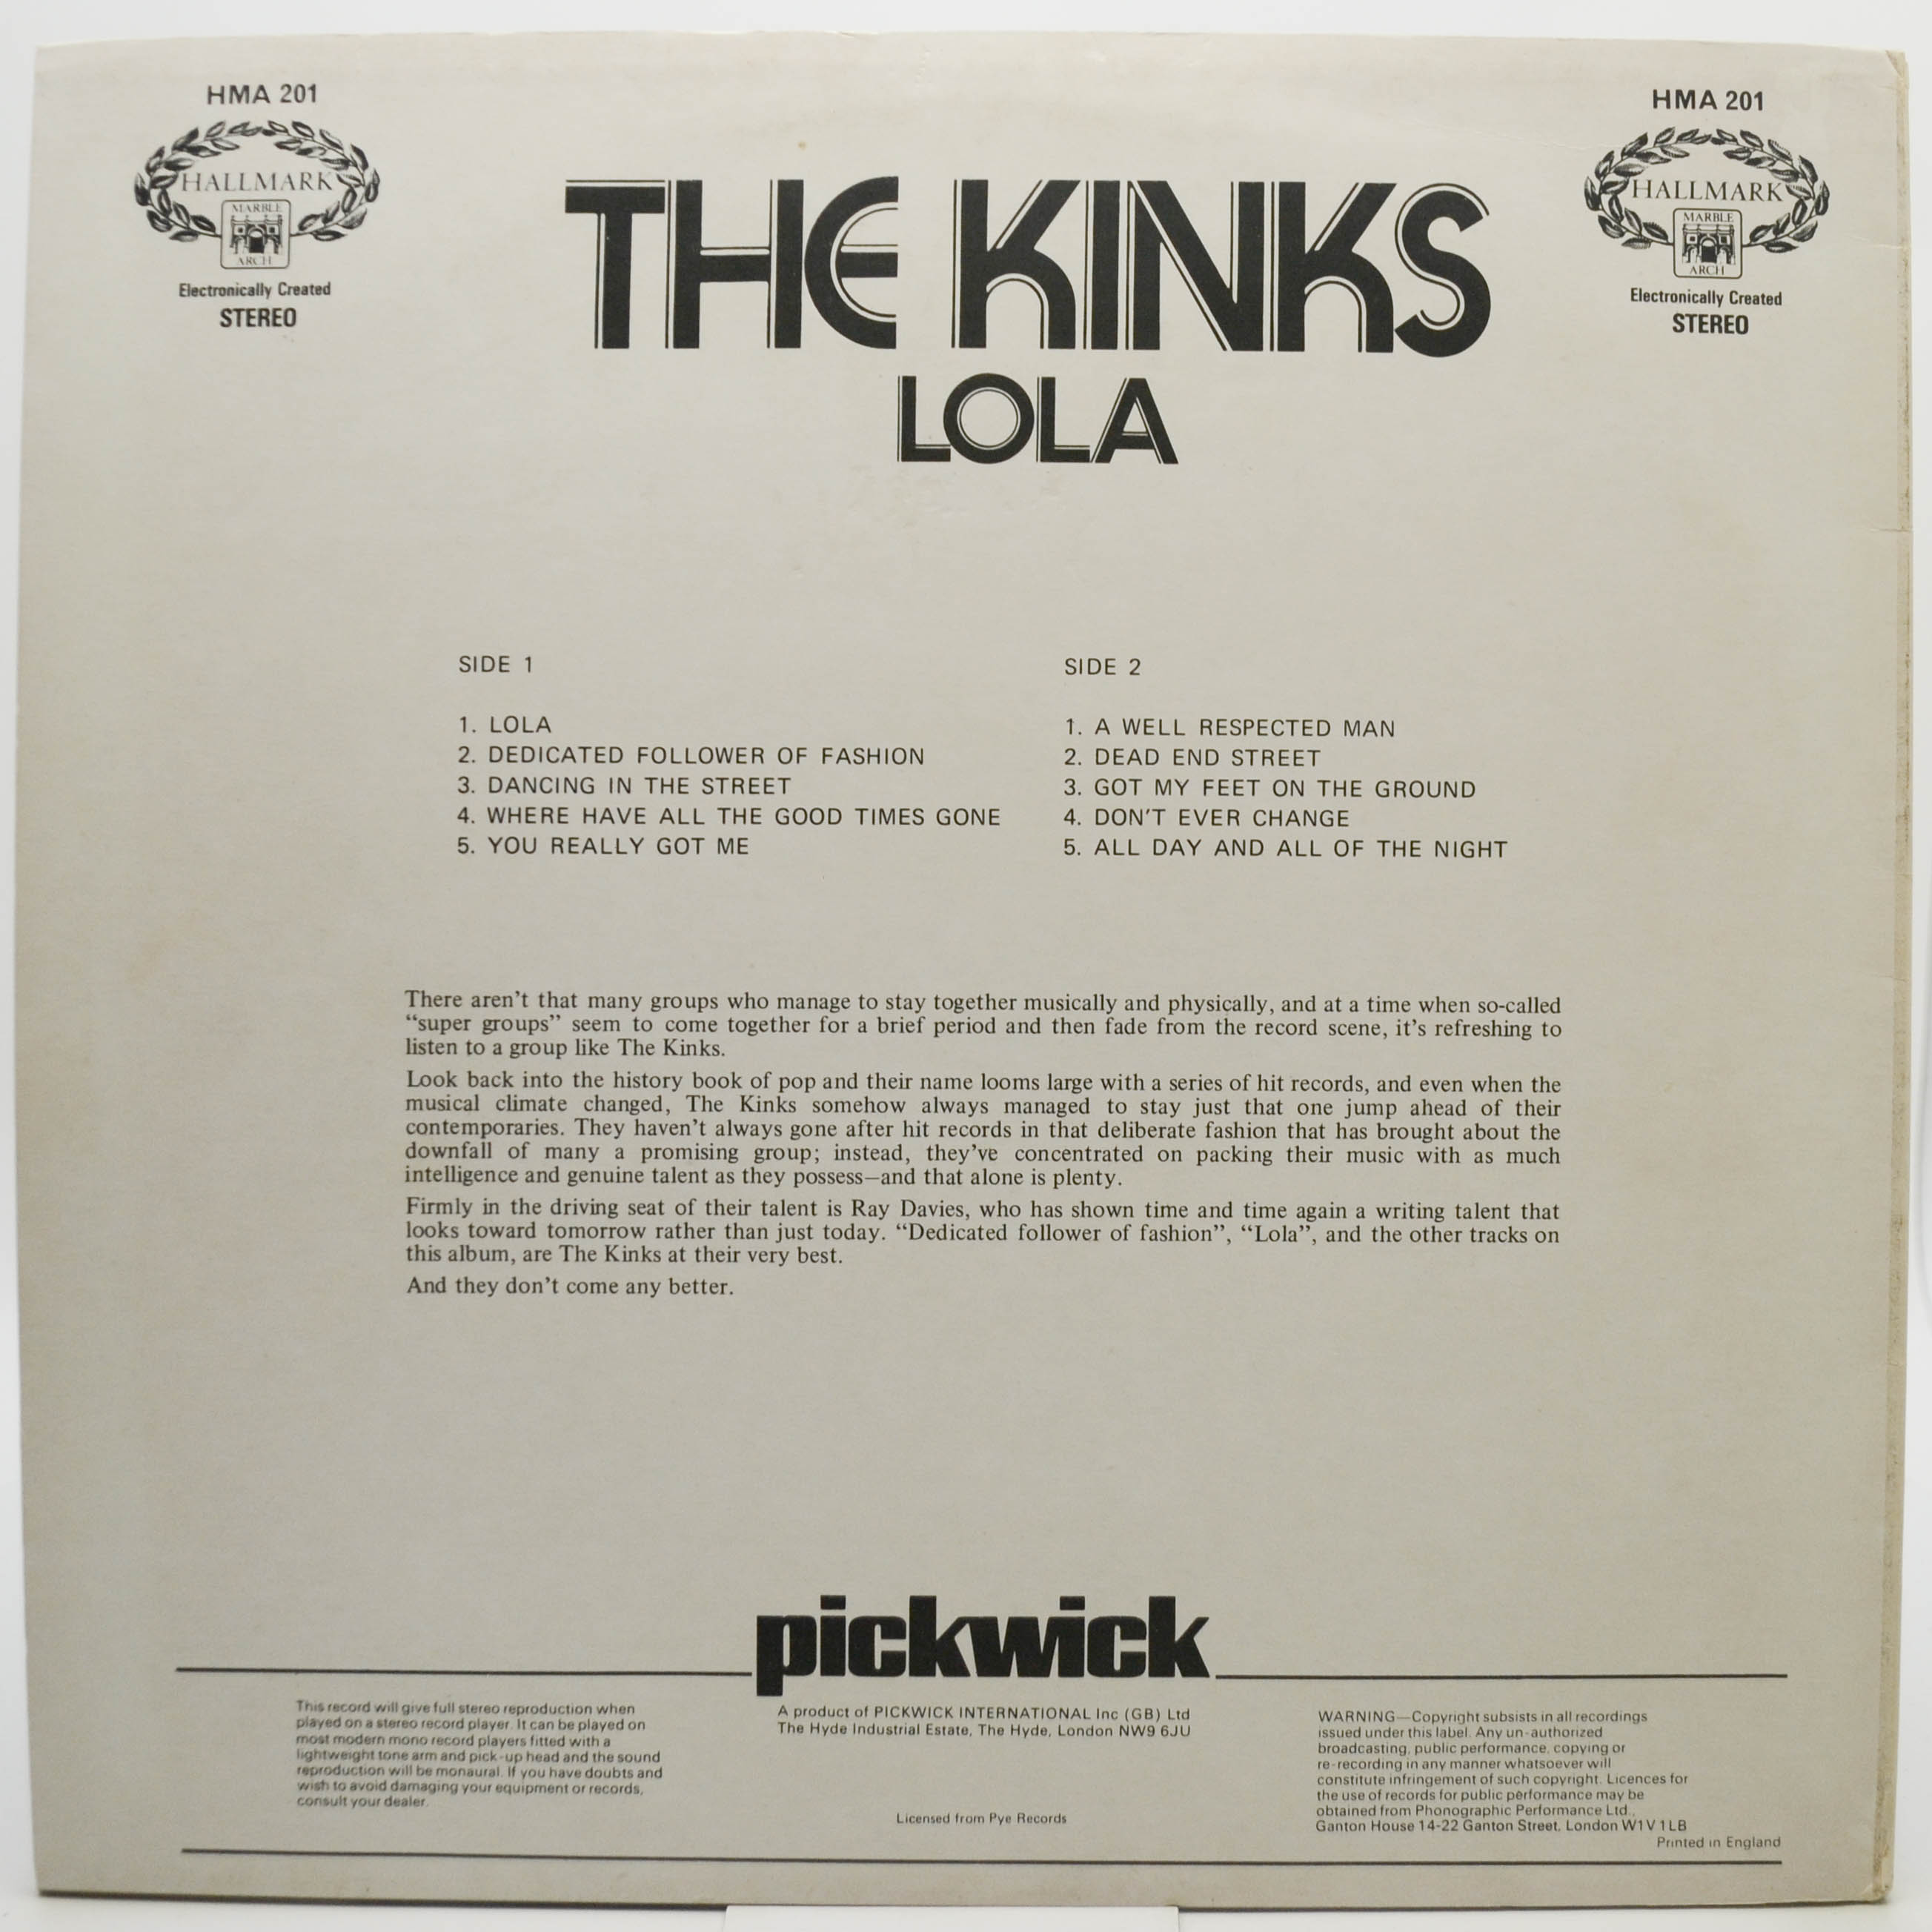 HMA 201
HALLMARK
MARBLE
ARCH
Electronically Created
STEREO
THE KINKS
LOLA
HMA 201
HALLMARK
MARBLE
ARCH
Electronically Created
STEREO
SIDE 1
1. LOLA
2. DEDICATED FOLLOWER OF FASHION
3. DANCING IN THE STREET
4. WHERE HAVE ALL THE GOOD TIMES GONE
5. YOU REALLY GOT ME
SIDE 2
1. A WELL RESPECTED MAN
2. DEAD END STREET
3. GOT MY FEET ON THE GROUND
4. DON'T EVER CHANGE
5. ALL DAY AND ALL OF THE NIGHT
There aren't that many groups who manage to stay together musically and physically, and at a time when so-called
“super groups” seem to come together for a brief period and then fade from the record scene, it's refreshing to
listen to a group like The Kinks.
Look back into the history book of pop and their name looms large with a series of hit records, and even when the
musical climate changed, The Kinks somehow always managed to stay just that one jump ahead of their
contemporaries. They haven't always gone after hit records in that deliberate fashion that has brought about the
downfall of many a promising group; instead, they've concentrated on packing their music with as much
intelligence and genuine talent as they possess—and that alone is plenty.
Firmly in the driving seat of their talent is Ray Davies, who has shown time and time again a writing talent that
looks toward tomorrow rather than just today. “Dedicated follower of fashion”, “Lola”, and the other tracks on
this album, are The Kinks at their very best.
And they don't come any better.
pickwick
This record will give full stereo reproduction when
played on a stereo record player. It can be played on
most modern mono record players fitted with a
lightweight tone arm and pick-up head and the sound
reproduction will be monaural. If you have doubts and
wish to avoid damaging your equipment or records,
consult your dealer.
A product of PICKWICK INTERNATIONAL Inc (GB) Ltd
The Hyde Industrial Estate, The Hyde, London NW9 6JU
Licensed from Pye Records
WARNING—Copyright subsists in all recordings
issued under this label. Any un-authorized
broadcasting, public performance, copying or
re-recording in any manner whatsoever will
constitute infringement of such copyright. Licences for
the use of records for public performance may be
obtained from Phonographic Performance Ltd.,
Ganton House 14-22 Ganton Street, London W1V 1LB
Printed in England